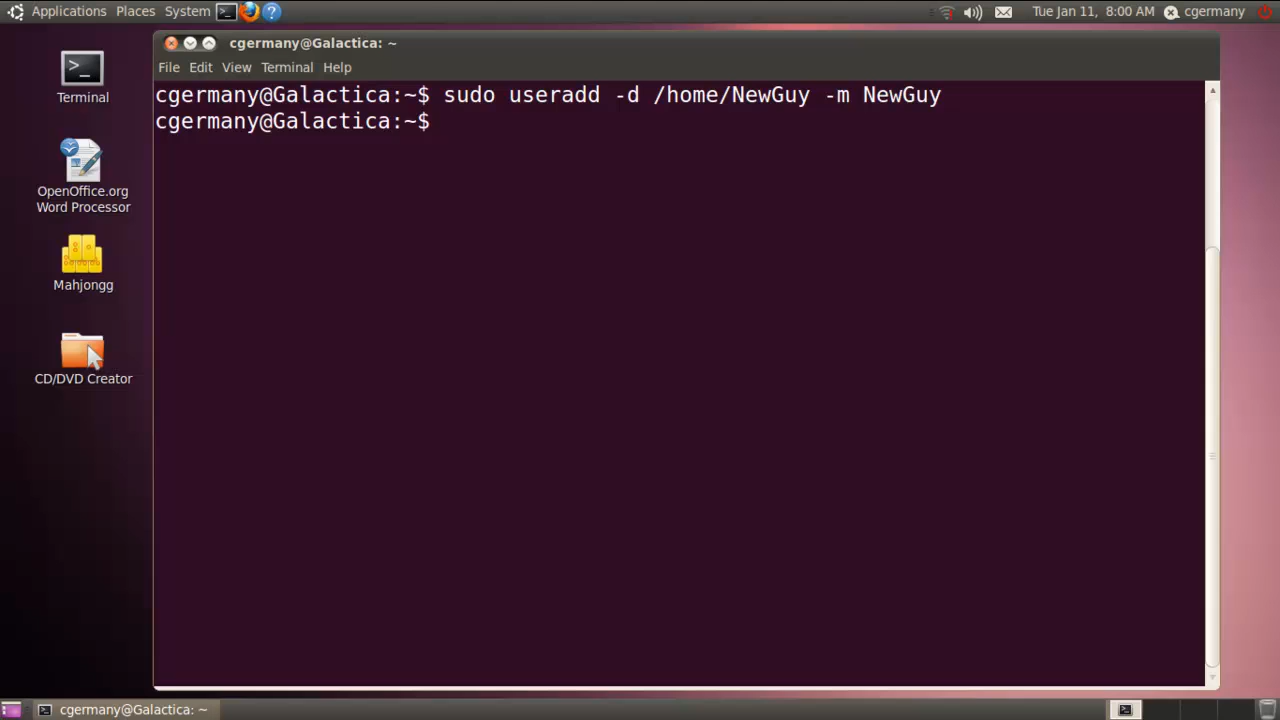 Applications Places System
Tue Jan 11, 8:00 AM cgermany
cgermany@Galactica: ~
File Edit View Terminal Help
cgermany@Galactica:~$ sudo useradd -d /home/NewGuy -m NewGuy
cgermany@Galactica:~$
Terminal
OpenOffice.org
Word Processor
Mahjongg
CD/DVD Creator
cgermany@Galactica: ~